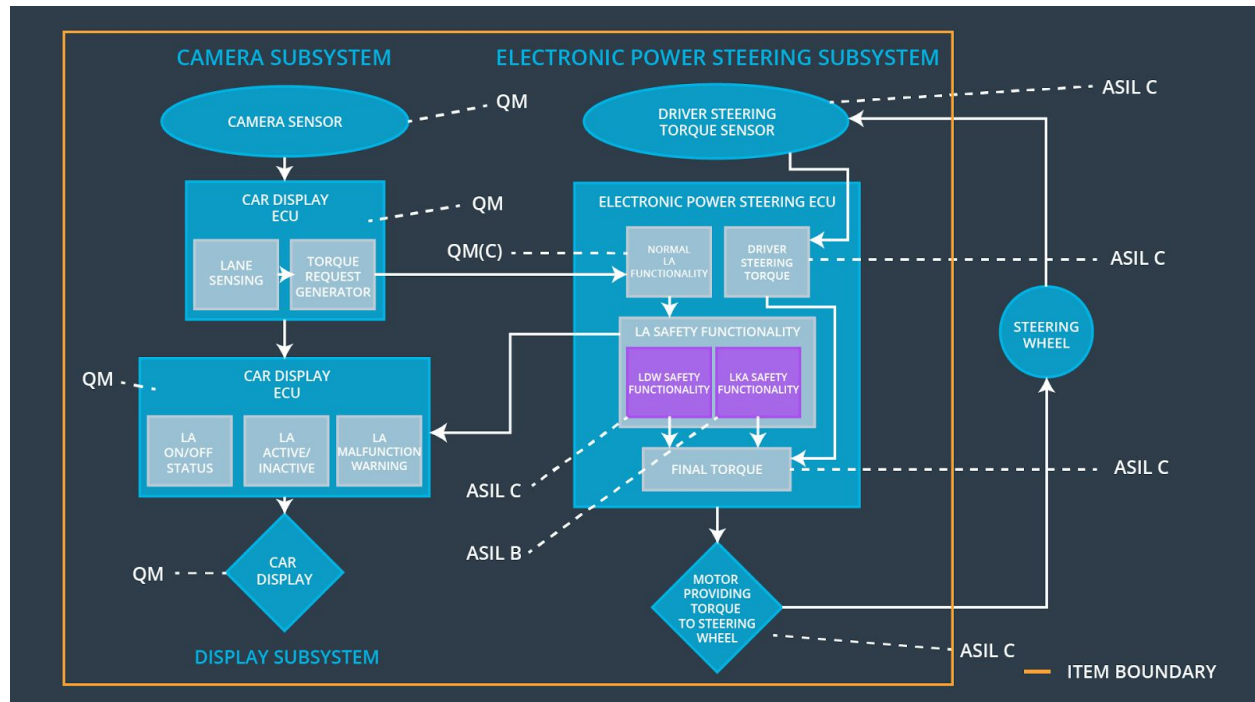 CAMERA SUBSYSTEM
ELECTRONIC POWER STEERING SUBSYSTEM
CAMERA SENSOR
QM
DRIVER STEERING
TORQUE SENSOR
ASIL C
CAR DISPLAY
ECU
QM
LANE
SENSING
TORQUE
REQUEST
GENERATOR
ELECTRONIC POWER STEERING ECU
QM(C)
NORMAL
LA
FUNCTIONALITY
DRIVER
STEERING
TORQUE
ASIL C
LA SAFETY FUNCTIONALITY
LDW SAFETY
FUNCTIONALITY
LKA SAFETY
FUNCTIONALITY
STEERING
WHEEL
CAR DISPLAY
ECU
QM
LA
ON/OFF
STATUS
LA
ACTIVE/
INACTIVE
LA
MALFUNCTION
WARNING
FINAL TORQUE
ASIL C
ASIL C
ASIL B
CAR
DISPLAY
QM
MOTOR
PROVIDING
TORQUE
TO STEERING
WHEEL
ASIL C
DISPLAY SUBSYSTEM
ITEM BOUNDARY